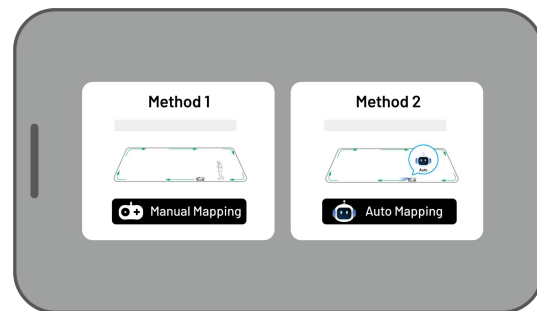 Method 1
Manual Mapping
Method 2
Auto
Auto Mapping